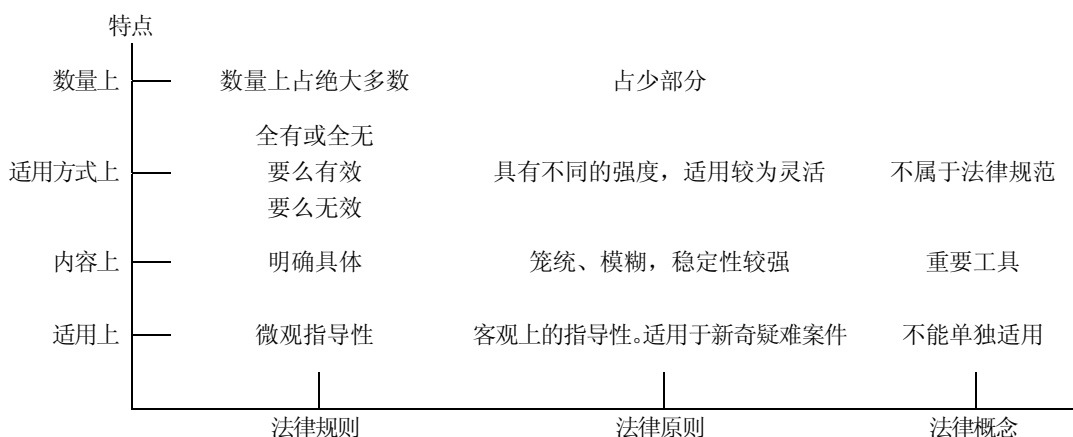 特点
数量上 数量上占绝大多数 占少部分
全有或全无
适用方式上 要么有效 具有不同的强度，适用较为灵活 不属于法律规范
要么无效
内容上 明确具体 笼统、模糊，稳定性较强 重要工具
适用上 微观指导性 客观上的指导性。适用于新奇疑难案件 不能单独适用
法律规则 法律原则 法律概念